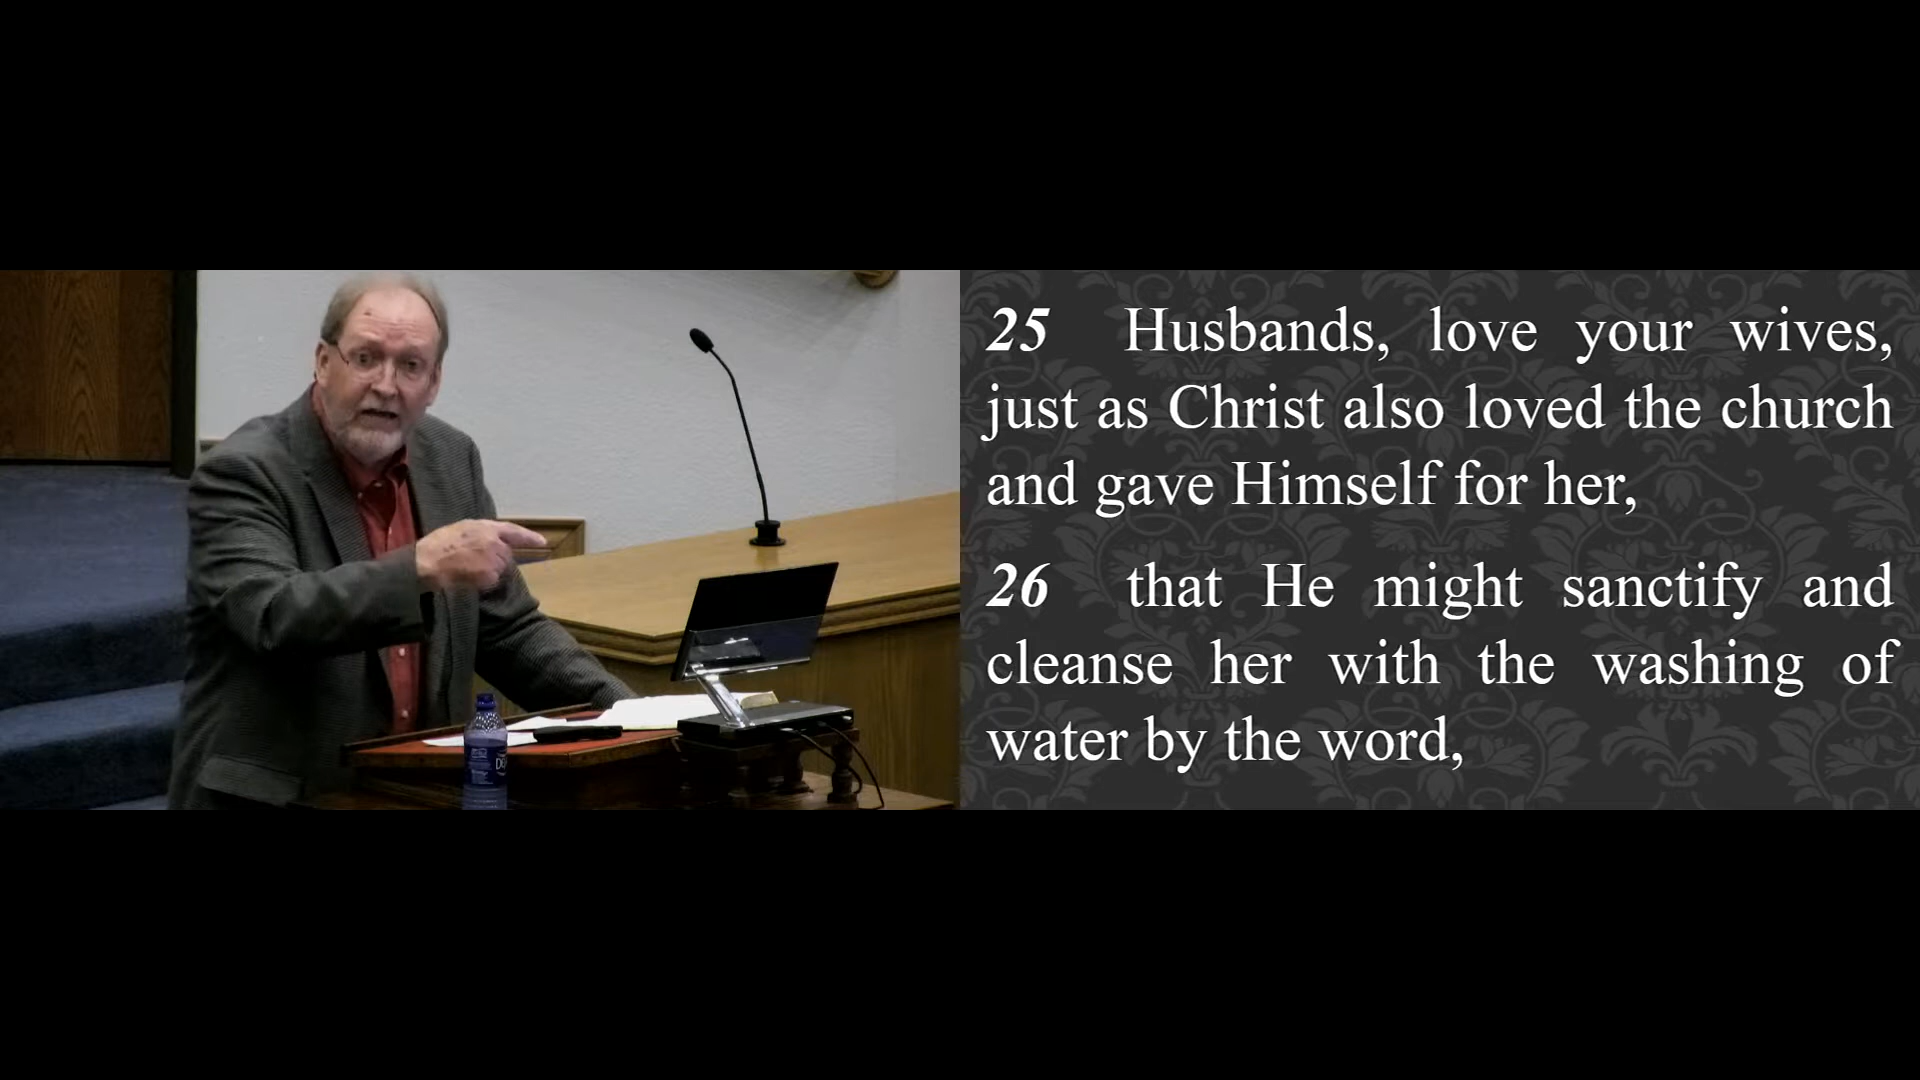 25 Husbands, love your wives,
just as Christ also loved the church
and gave Himself for her,
26 that He might sanctify and
cleanse her with the washing of
water by the word,